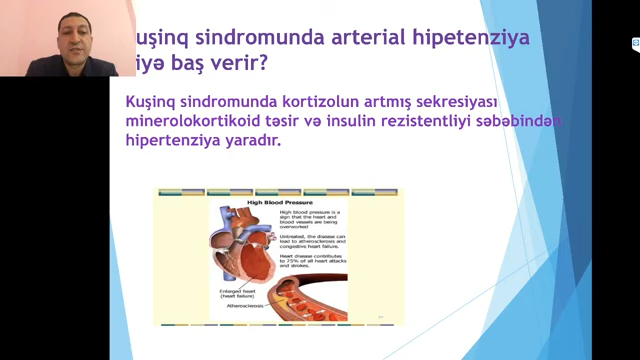 Kuşinq sindromunda arterial hipetenziya
niyə baş verir?
Kuşinq sindromunda kortizolun artmış sekresiyası
minerolokortikoid təsir və insulin rezistentliyi səbəbindən
hipertenziya yaradır.
High Blood Pressure
High blood pressure is a
sign that the heart and
blood vessels are being
overworked
Untreated, the disease can
lead to atherosclerosis and
congestive heart failure.
Heart disease contributes
to 75% of all heart attacks
and strokes.
Enlarged heart
(heart failure)
Atherosclerosis